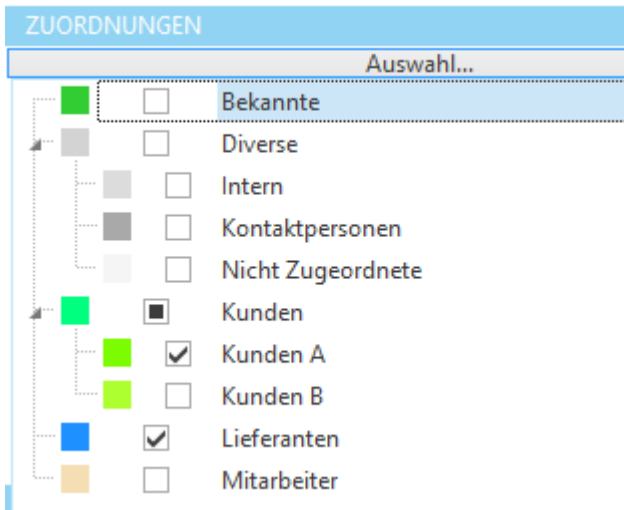 ZUORDNUNGEN
Auswahl...
Bekannte
Diverse
Intern
Kontaktpersonen
Nicht Zugeordnete
Kunden
Kunden A
Kunden B
Lieferanten
Mitarbeiter